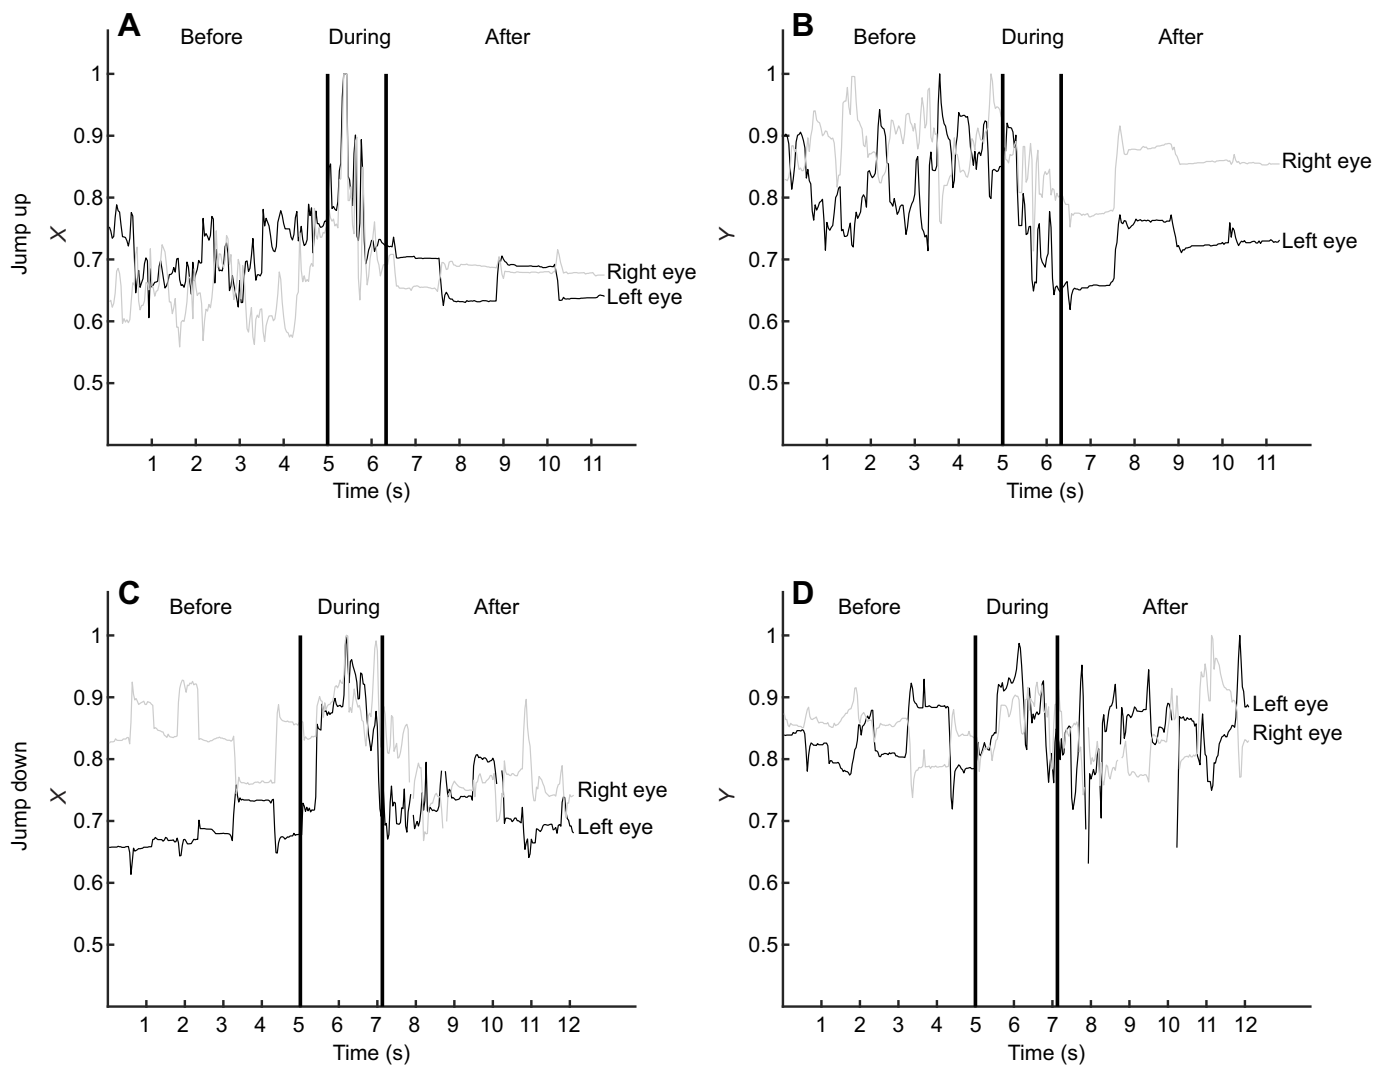 A
Before During After
Jump up
X
1
0.9
0.8
0.7
0.6
0.5
Right eye
Left eye
1 2 3 4 5 6 7 8 9 10 11
Time (s)
B
Before During After
Y
1
0.9
0.8
0.7
0.6
0.5
Right eye
Left eye
1 2 3 4 5 6 7 8 9 10 11
Time (s)
C
Before During After
Jump down
X
1
0.9
0.8
0.7
0.6
0.5
Right eye
Left eye
1 2 3 4 5 6 7 8 9 10 11 12
Time (s)
D
Before During After
Y
1
0.9
0.8
0.7
0.6
0.5
Left eye
Right eye
1 2 3 4 5 6 7 8 9 10 11 12
Time (s)